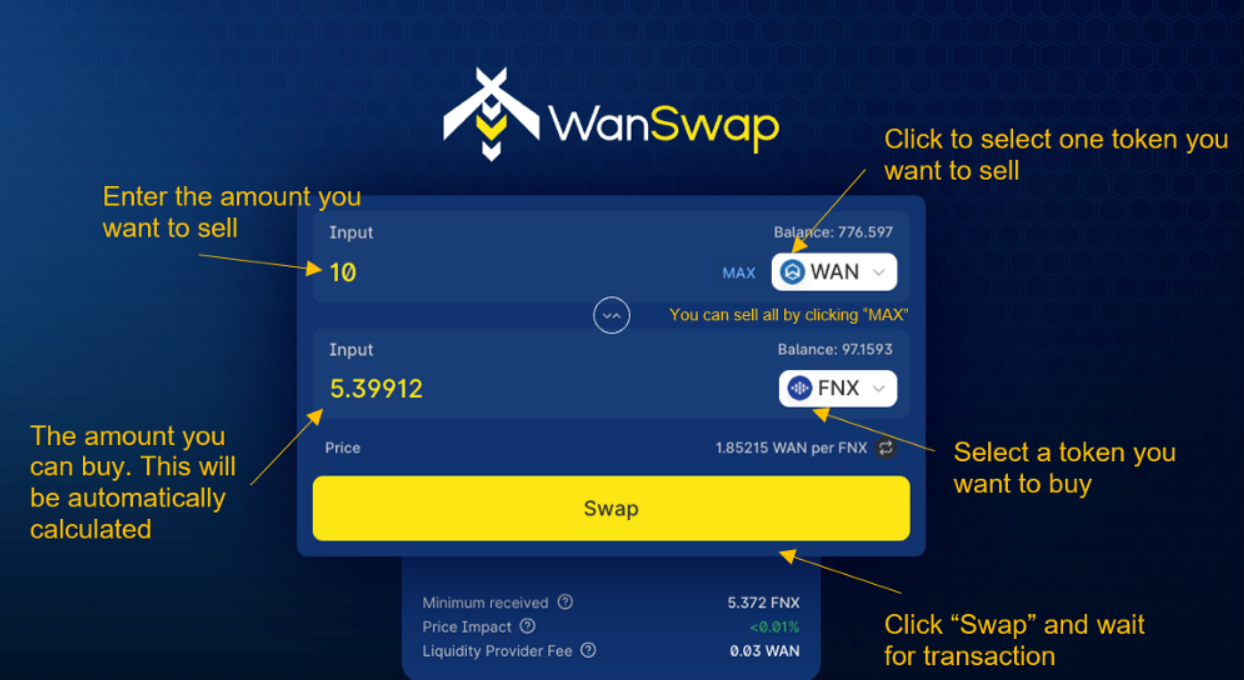 WanSwap
Click to select one token you
want to sell
Enter the amount you
want to sell
Input
Balance: 776.597
10
MAX
WAN
You can sell all by clicking "MAX"
Input
Balance: 97.1593
5.39912
FNX
The amount you
can buy. This will
be automatically
calculated
Price
1.85215 WAN per FNX
Select a token you
want to buy
Swap
Minimum received ?
5.372 FNX
Price Impact ?
<0.01%
Liquidity Provider Fee ?
0.03 WAN
Click “Swap” and wait
for transaction